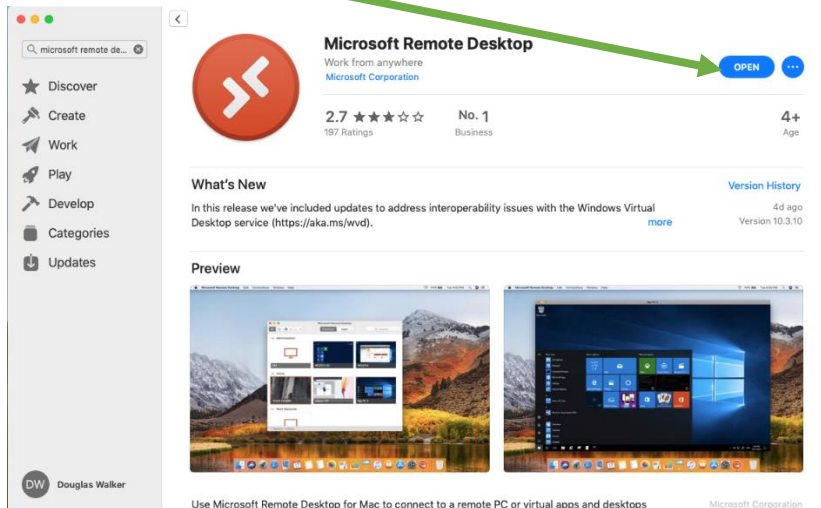 microsoft remote de...
Discover
Create
Work
Play
Develop
Categories
Updates
DW Douglas Walker
Microsoft Remote Desktop
Work from anywhere
Microsoft Corporation
OPEN
2.7 ★★★☆☆
197 Ratings
No. 1
Business
4+
Age
What's New
Version History
In this release we've included updates to address interoperability issues with the Windows Virtual
Desktop service (https://aka.ms/wvd).
more
4d ago
Version 10.3.10
Preview
Use Microsoft Remote Desktop for Mac to connect to a remote PC or virtual apps and desktops
Microsoft Corporation